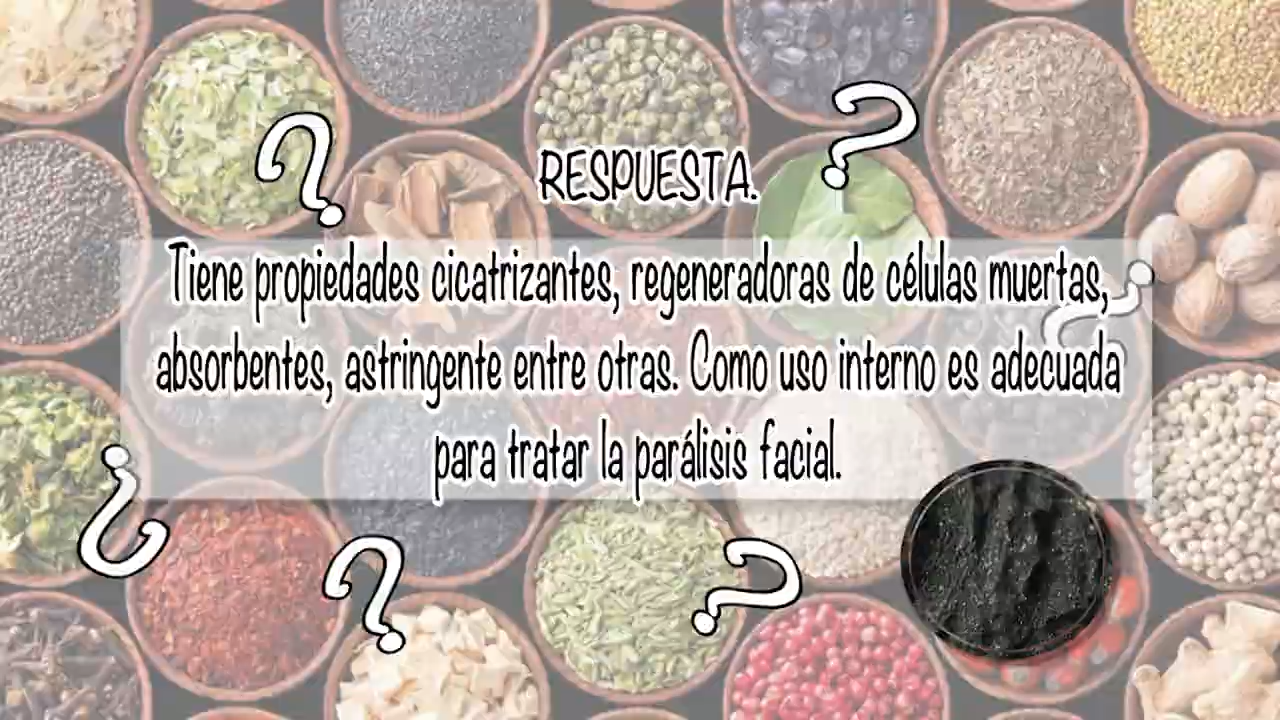 RESPUESTA.
Tiene propiedades cicatrizantes, regeneradoras de células muertas,
absorbentes, astringente entre otras. Como uso interno es adecuada
para tratar la parálisis facial.